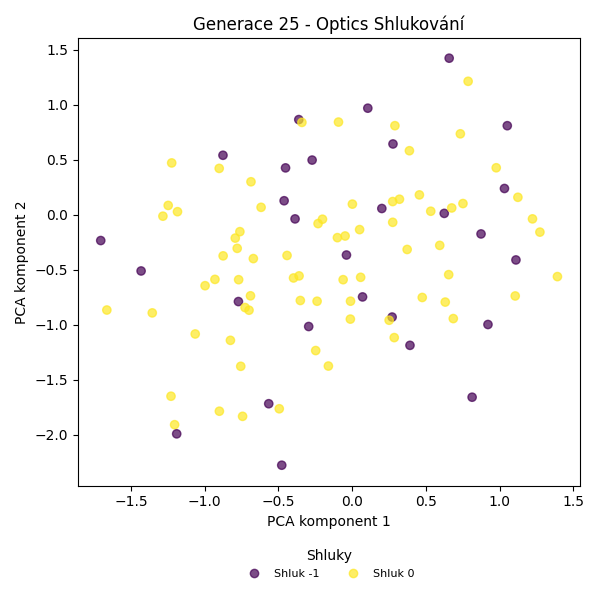 Generace 25 - Optics Shlukování
PCA komponent 2
1.5
1.0
0.5
0.0
−0.5
−1.0
−1.5
−2.0
−1.5 −1.0 −0.5 0.0 0.5 1.0 1.5
PCA komponent 1
Shluky
Shluk -1 Shluk 0